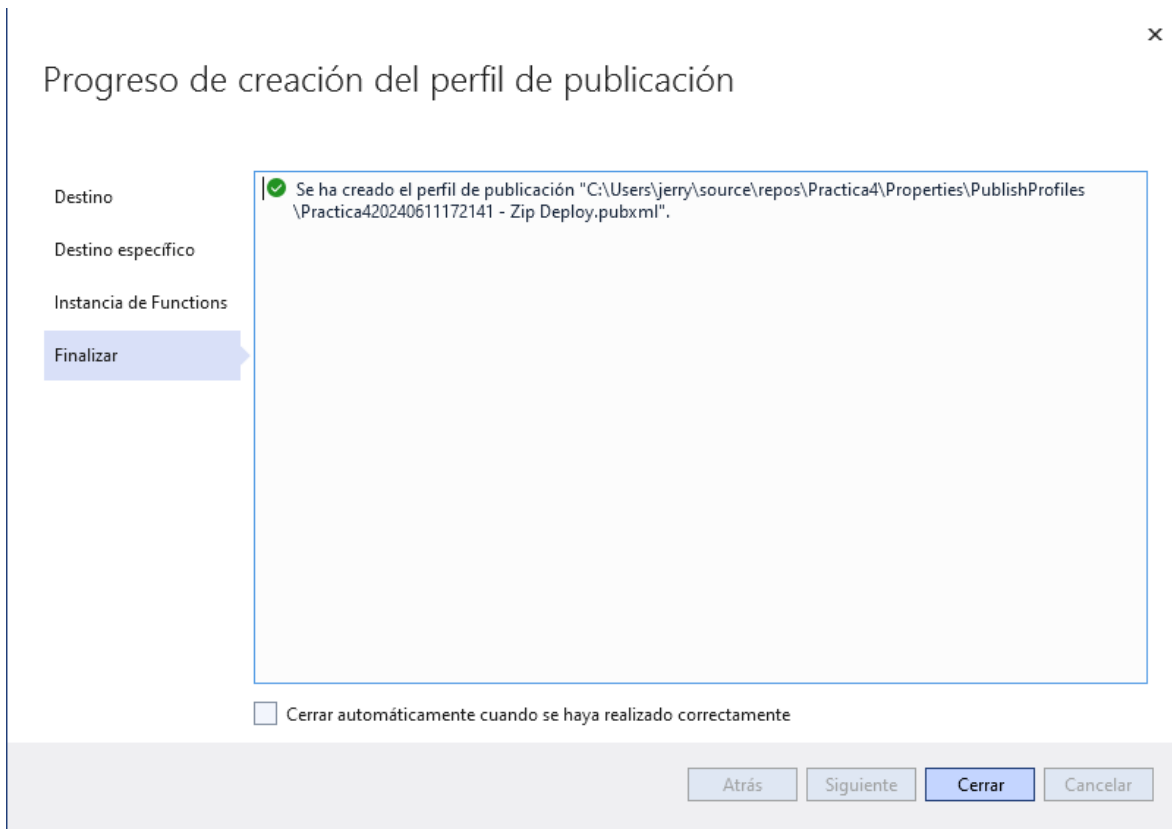 Progreso de creación del perfil de publicación
Destino
Destino específico
Instancia de Functions
Finalizar
Se ha creado el perfil de publicación "C:\Users\jerry\source\repos\Practica4\Properties\PublishProfiles
\Practica420240611172141 - Zip Deploy.pubxml".
Cerrar automáticamente cuando se haya realizado correctamente
Atrás Siguiente Cerrar Cancelar